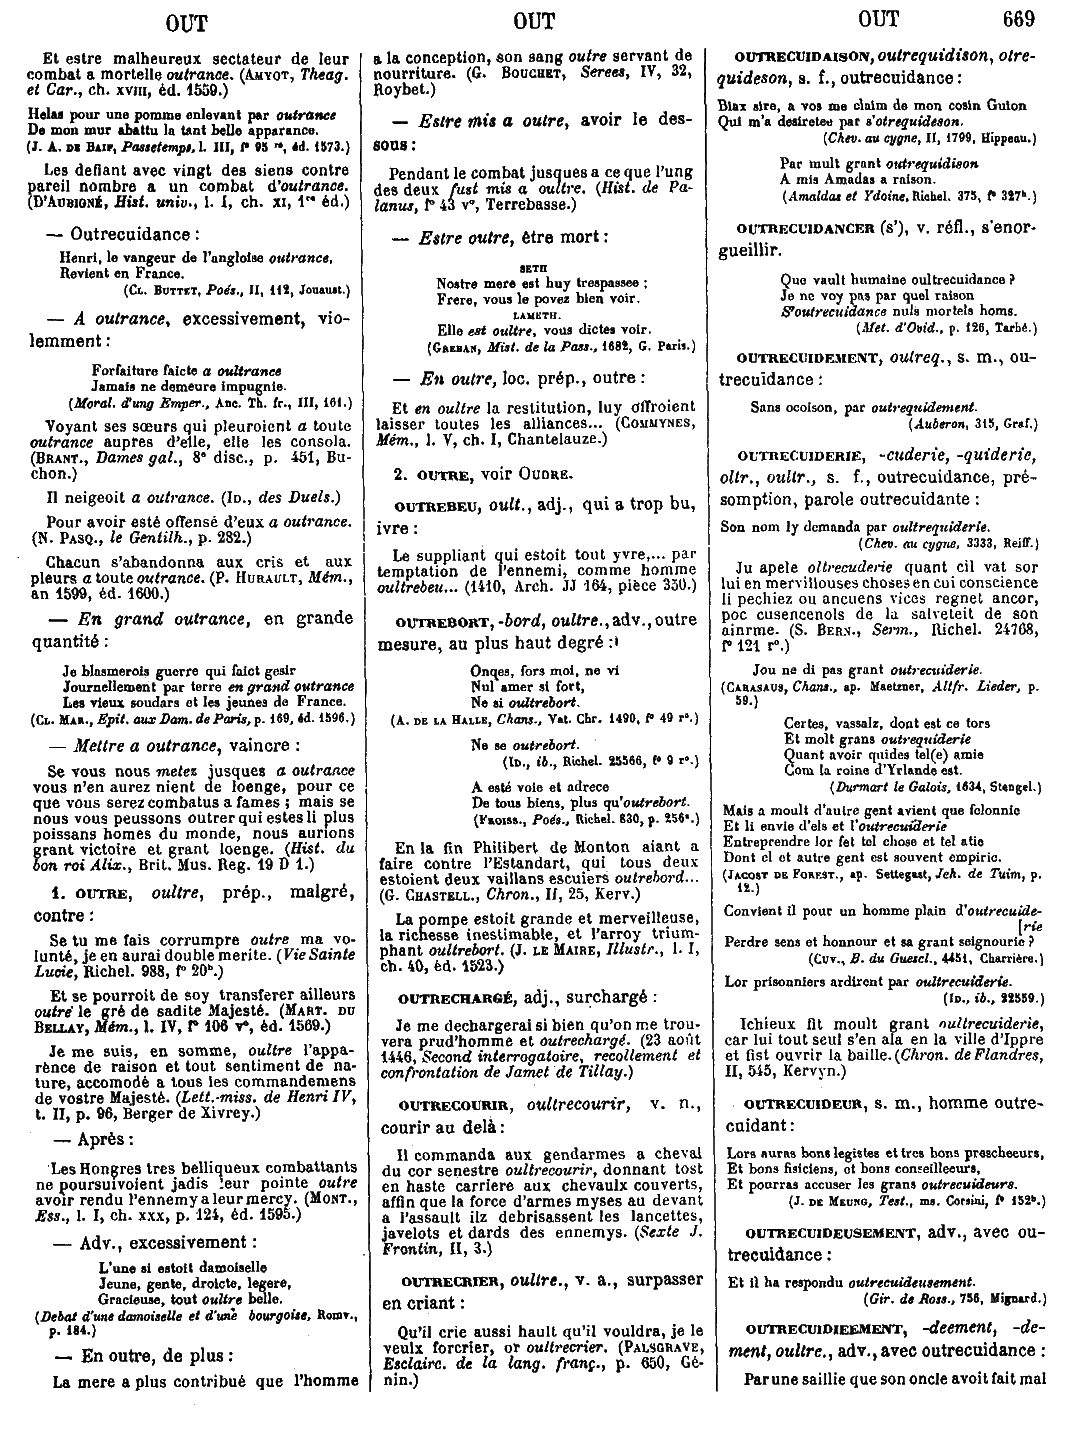 OUT
OUT
OUT 669
Et estre malheureux sectateur de leur
combat a mortelle outrance. (AMYOT, Theag.
et Car., ch. XVIII, éd. 1559.)
Helas pour une pomme enlevant par outrance
De mon mur abattu la tant belle apparance.
(J. A. DE BAIF, Passetemps, l. III, f° 95 r°, éd. 1573.)
Les defiant avec vingt des siens contre
pareil nombre a un combat d'outrance.
(D'AUBIGNÉ, Hist. univ., l. I, ch. XI, 1re éd.)
— Outrecuidance :
Henri, le vangeur de l'angloise outrance,
Revient en France.
(CL. BUTTET, Poés., II, 112, Jouaust.)
— A outrance, excessivement, vio-
lemment :
Forfaiture faicte a oultrance
Jamais ne demeure impugnie.
(Moral. d'ung Emper., Anc. Th. fr., III, 161.)
Voyant ses sœurs qui pleuroient a toute
outrance aupres d'elle, elle les consola.
(BRANT., Dames gal., 8e disc., p. 451, Bu-
chon.)
Il neigeoit a outrance. (ID., des Duels.)
Pour avoir esté offensé d'eux a outrance.
(N. PASQ., le Gentilh., p. 282.)
Chacun s'abandonna aux cris et aux
pleurs a toute outrance. (P. HURAULT, Mém.,
an 1599, éd. 1600.)
— En grand outrance, en grande
quantité :
Je blasmerois guerre qui faict gesir
Journellement par terre en grand outrance
Les vieux soudars et les jeunes de France.
(CL. MAR., Epit. aux Dam. de Paris, p. 169, éd. 1596.)
— Mettre a outrance, vaincre :
Se vous nous metez jusques a outrance
vous n'en aurez nient de loenge, pour ce
que vous serez combatus a fames ; mais se
nous vous peussons outrer qui estes li plus
poissans homes du monde, nous aurions
grant victoire et grant loenge. (Hist. du
bon roi Alix., Brit. Mus. Reg. 19 D 1.)
1. OUTRE, oultre, prép., malgré,
contre :
Se tu me fais corrumpre outre ma vo-
lunté, je en aurai double merite. (Vie Sainte
Lucie, Richel. 988, f° 20b.)
Et se pourroit de soy transferer ailleurs
outre le gré de sadite Majesté. (MART. DU
BELLAY, Mém., l. IV, f° 106 v°, éd. 1569.)
Je me suis, en somme, oultre l'appa-
rènce de raison et tout sentiment de na-
ture, accomodé a tous les commandemens
de vostre Majesté. (Lett.-miss. de Henri IV,
t. II, p. 96, Berger de Xivrey.)
— Après :
Les Hongres tres belliqueux combattants
ne poursuivoient jadis leur pointe outre
avoir rendu l'ennemy a leur mercy. (MONT.,
Ess., l. I, ch. XXX, p. 124, éd. 1595.)
— Adv., excessivement :
L'une si estoit damoiselle
Jeune, gente, droicte, legere,
Gracieuse, tout oultre belle.
(Debat d'une damoiselle et d'une bourgoise, Romv.,
p. 184.)
— En outre, de plus :
La mere a plus contribué que l'homme
a la conception, son sang outre servant de
nourriture. (G. BOUCHET, Serees, IV, 32,
Roybet.)
— Estre mis a outre, avoir le des-
sous :
Pendant le combat jusques a ce que l'ung
des deux fust mis a oultre. (Hist. de Pa-
lanus, f° 43 v°, Terrebasse.)
— Estre outre, être mort :
SETH
Nostre mere est huy trespassee ;
Frere, vous le povez bien voir.
LAMETH.
Elle est oultre, vous dictes voir.
(GREBAN, Mist. de la Pass., 1682, G. Paris.)
— En outre, loc. prép., outre :
Et en oultre la restitution, luy offroient
laisser toutes les alliances... (COMMYNES,
Mém., l. V, ch. I, Chantelauze.)
2. OUTRE, voir OUDRE.
OUTREBEU, oult., adj., qui a trop bu,
ivre :
Le suppliant qui estoit tout yvre,... par
temptation de l'ennemi, comme homme
oultrebeu... (1410, Arch. JJ 164, pièce 330.)
OUTREBORT, -bord, oultre., adv., outre
mesure, au plus haut degré :
Onqes, fors moi, ne vi
Nul amer si fort,
Ne si oultrebort.
(A. DE LA HALLE, Chans., Vat. Chr. 1490, f° 49 r°.)
Ne se outrebort.
(ID., ib., Richel. 25566, f° 9 r°.)
A esté voie et adrece
De tous biens, plus qu'outrebort.
(FROISS., Poés., Richel. 830, p. 256a.)
En la fin Philibert de Monton aiant a
faire contre l'Estandart, qui tous deux
estoient deux vaillans escuiers outrebord...
(G. CHASTELL., Chron., II, 25, Kerv.)
La pompe estoit grande et merveilleuse,
la richesse inestimable, et l'arroy trium-
phant oultrebort. (J. LE MAIRE, Illustr., l. I,
ch. 40, éd. 1523.)
OUTRECHARGÉ, adj., surchargé :
Je me dechargerai si bien qu'on me trou-
vera prud'homme et outrechargé. (23 août
1446, Second interrogatoire, recollement et
confrontation de Jamet de Tillay.)
OUTRECOURIR, oultrecourir, v. n.,
courir au delà :
Il commanda aux gendarmes a cheval
du cor senestre oultrecourir, donnant tost
en haste carriere aux chevaulx couverts,
affin que la force d'armes myses au devant
a l'assault ilz debrisassent les lancettes,
javelots et dards des ennemys. (Sexte J.
Frontin, II, 3.)
OUTRECRIER, oultre., v. a., surpasser
en criant :
Qu'il crie aussi hault qu'il vouldra, je le
veulx forcrier, or oultrecrier. (PALSGRAVE,
Esclairc. de la lang. franç., p. 650, Gé-
nin.)
OUTRECUIDAISON, outrequidison, otre-
quideson, s. f., outrecuidance :
Biax sire, a vos me claim de mon cosin Guion
Qui m'a desiretee par s'otrequideson.
(Chev. au cygne, II, 1799, Hippeau.)
Par mult grant outrequidison
A mis Amadas a raison.
(Amaldas et Ydoine, Richel. 375, f° 327b.)
OUTRECUIDANCER (s'), v. réfl., s'enor-
gueillir.
Que vault humaine oultrecuidance ?
Je ne voy pas par quel raison
S'outrecuidance nuls mortels homs.
(Met. d'Ovid., p. 126, Tarbé.)
OUTRECUIDEMENT, outreq., s. m., ou-
trecuidance :
Sans ocoison, par outrequidement.
(Auberon, 315, Graf.)
OUTRECUIDERIE, -cuderie, -quiderie,
oltr., oultr., s. f., outrecuidance, pré-
somption, parole outrecuidante :
Son nom ly demanda par oultrequiderie.
(Chev. au cygne, 3333, Reiff.)
Ju apele oltrecuderie quant cil vat sor
lui en mervillouses choses en cui conscience
li pechiez ou anciens vices regnet ancor,
poc cusencenols de la salveteit de son
ainrme. (S. BERN., Serm., Richel. 24768,
f° 121 r°.)
Jou ne di pas grant outrecuiderie.
(CARASAUS, Chans., ap. Maetzner, Altfr. Lieder, p.
59.)
Certes, vassalz, dont est ce tors
Et molt grans outrequiderie
Quant avoir quides tel(e) amie
Com la roine d'Yrlande est.
(Durmart le Galois, 1634, Stengel.)
Mais a moult d'autre gent avient que felonnie
Et li envie d'els et l'outrecuiderie
Entreprendre lor fet tel chose et tel atie
Dont cl et autre gent est souvent empirie.
(JACOST DE FOREST., ap. Settegast, Jeh. de Tuim, p.
12.)
Convient il pour un homme plain d'outrecuide-
[rie
Perdre sens et honnour et sa grant seignourie ?
(CUV., B. du Guescl., 4451, Charrière.)
Lor prisonniers ardirent par oultrecuiderie.
(ID., ib., 22559.)
Ichieux fit moult grant oultrecuiderie,
car lui tout seul s'en ala en la ville d'Ippre
et fist ouvrir la baille. (Chron. de Flandres,
II, 545, Kervyn.)
OUTRECUIDEUR, s. m., homme outre-
cuidant :
Lors auras bons legistes et tres bons prescheeurs,
Et bons fisiciens, et bons conseilleeurs,
Et pourras accuser les grans outrecuideurs.
(J. DE MEUNG, Test., ms. Corsini, f° 152b.)
OUTRECUIDEUSEMENT, adv., avec ou-
trecuidance :
Et il ha respondu outrecuideusement.
(Gir. de Ross., 756, Mignard.)
OUTRECUIDIEEMENT, -deement, -de-
ment, oultre., adv., avec outrecuidance :
Par une saillie que son oncle avoit fait mal